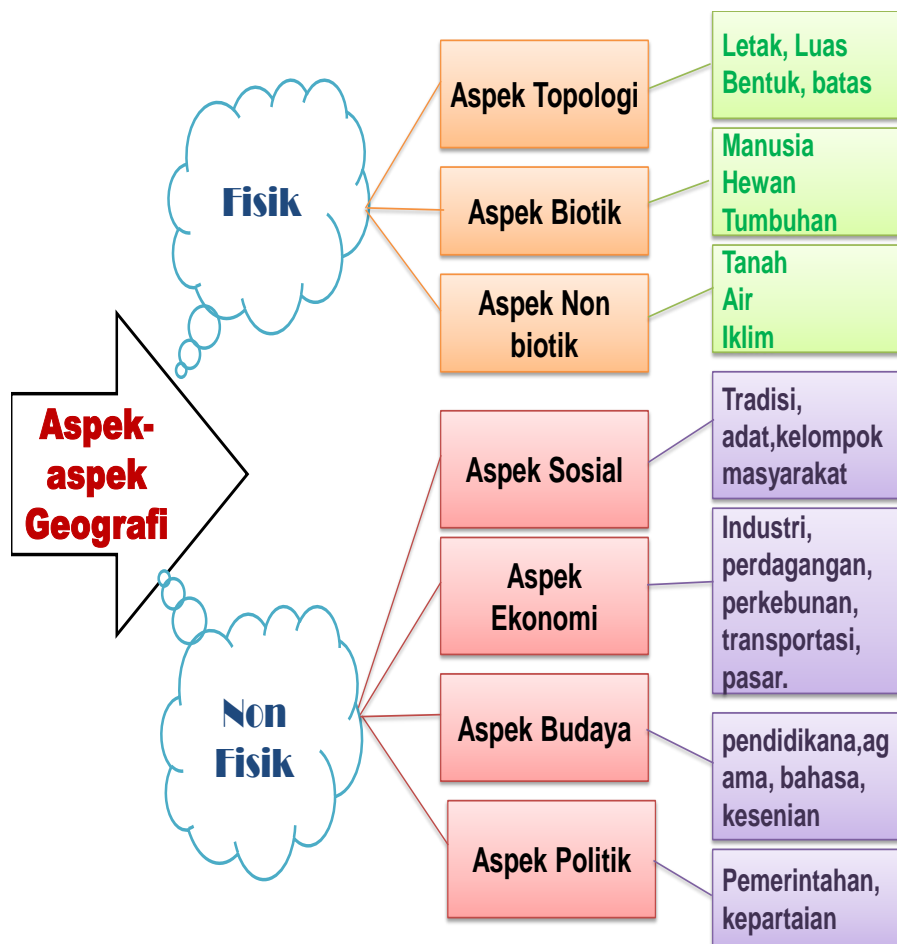 Aspek-
aspek
Geografi
Fisik
Aspek Topologi
Letak, Luas
Bentuk, batas
Aspek Biotik
Manusia
Hewan
Tumbuhan
Aspek Non
biotik
Tanah
Air
Iklim
Non
Fisik
Aspek Sosial
Tradisi,
adat,kelompok
masyarakat
Aspek
Ekonomi
Industri,
perdagangan,
perkebunan,
transportasi,
pasar.
Aspek Budaya
pendidikana,ag
ama, bahasa,
kesenian
Aspek Politik
Pemerintahan,
kepartaian